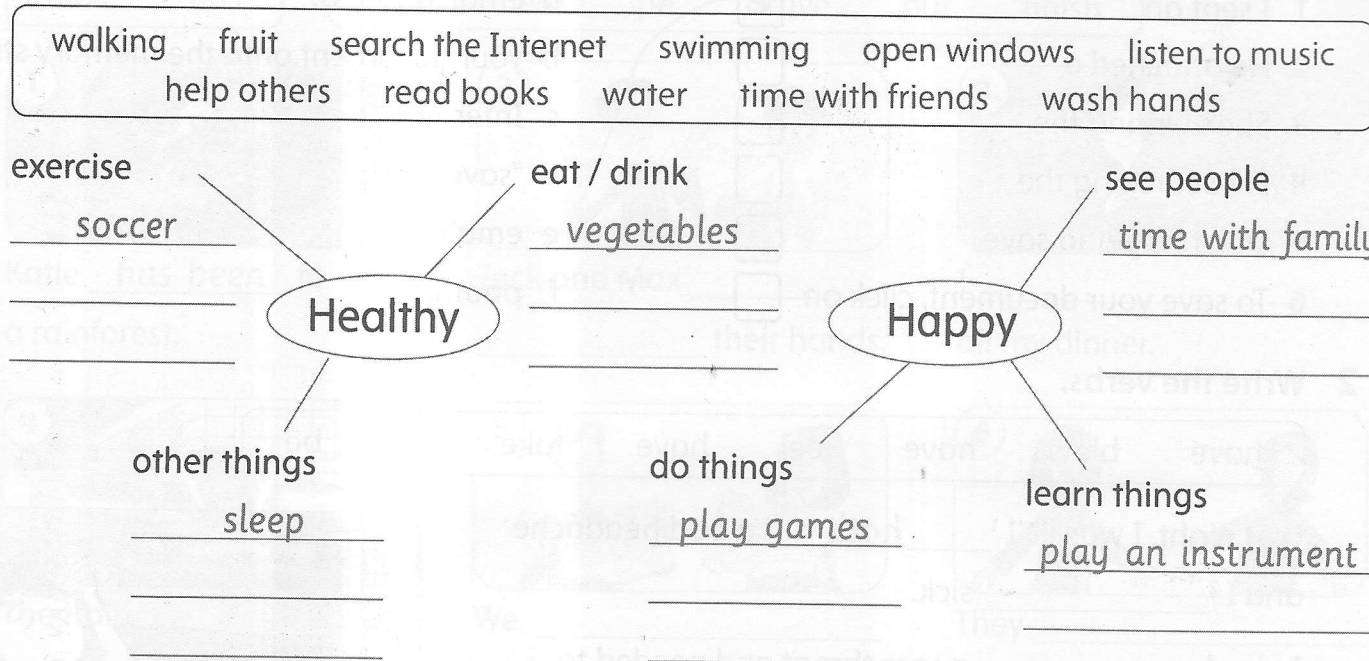 walking fruit search the Internet swimming open windows listen to music
help others read books water time with friends wash hands
exercise
soccer
eat / drink
vegetables
see people
time with family
Healthy
Happy
other things
sleep
do things
play games
learn things
play an instrument